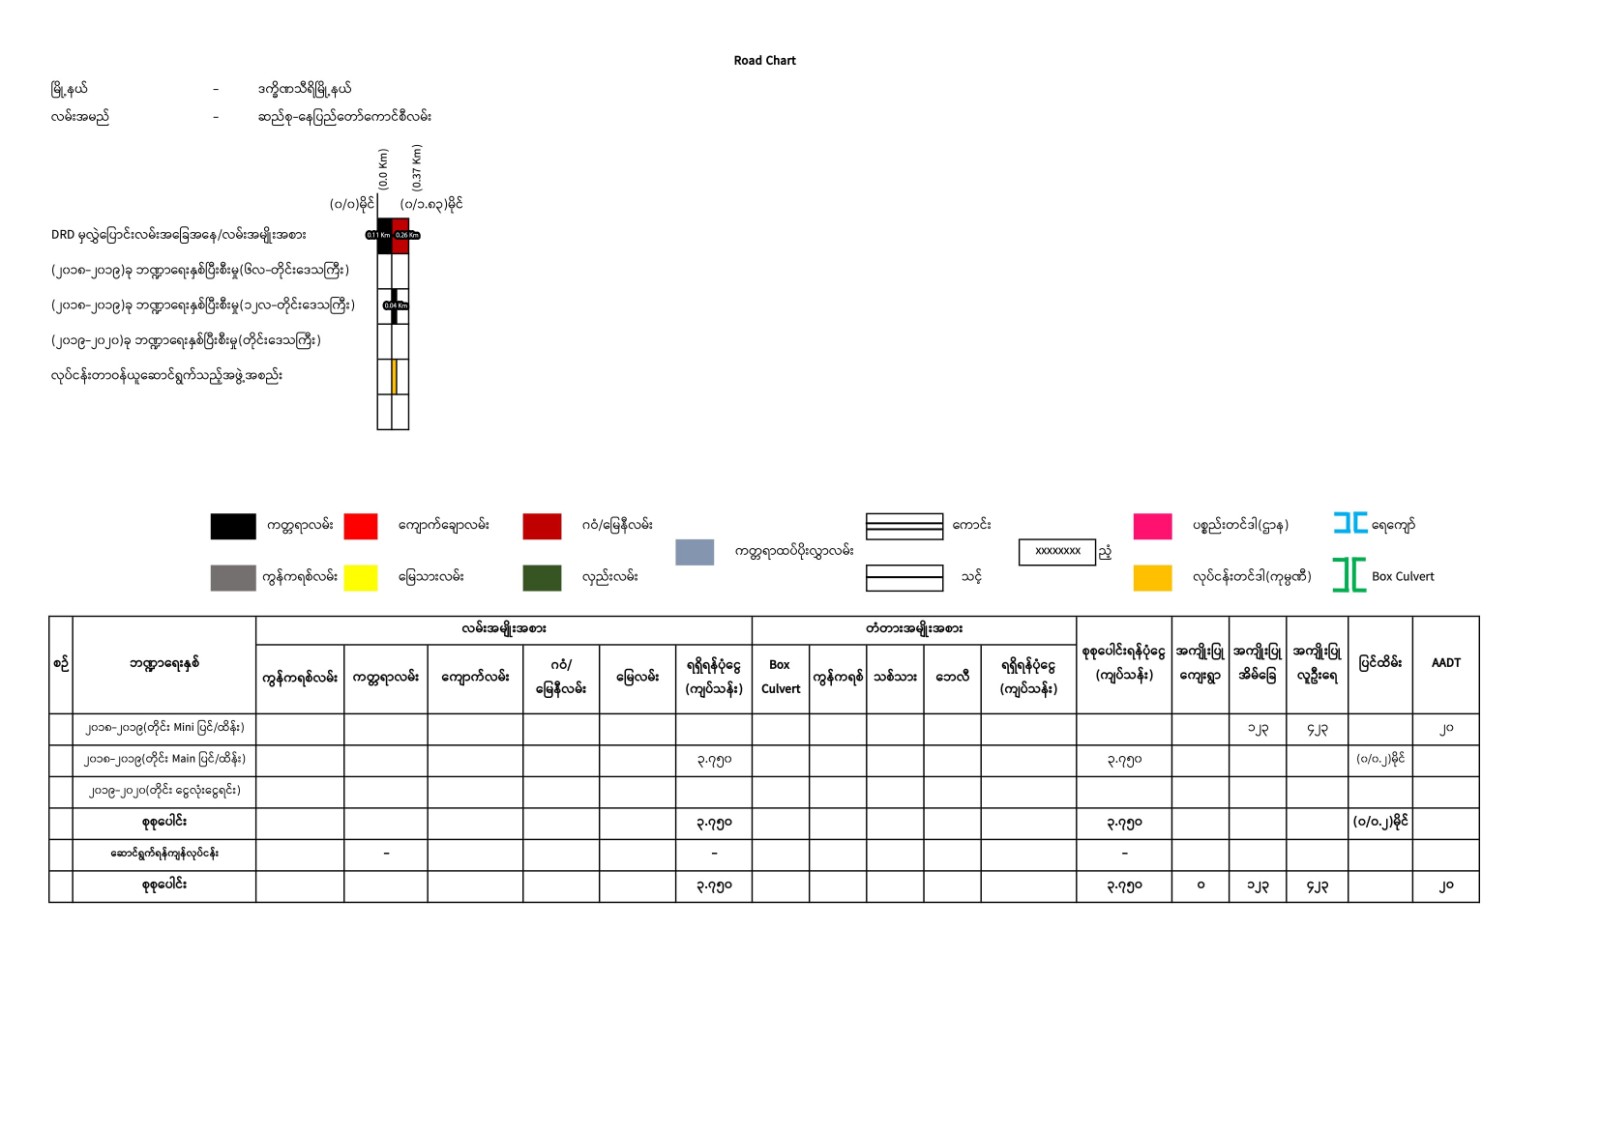 Road Chart
မြို့နယ် - ဒက္ခိဏသီရိမြို့နယ်
လမ်းအမည် - ဆည်စု-နေပြည်တော်ကောင်စီလမ်း
(0.0 Km) (0.37 Km)
(၀/၀)မိုင် (၀/၁.၈၃)မိုင်
DRD မှလွှဲပြောင်းလမ်းအခြေအနေ/လမ်းအမျိုးအစား 0.11 Km 0.26 Km
(၂၀၁၈-၂၀၁၉)ခု ဘဏ္ဍာရေးနှစ်ပြီးစီးမှု(၆လ-တိုင်းဒေသကြီး)
(၂၀၁၈-၂၀၁၉)ခု ဘဏ္ဍာရေးနှစ်ပြီးစီးမှု(၁၂လ-တိုင်းဒေသကြီး) 0.04 Km
(၂၀၁၉-၂၀၂၀)ခု ဘဏ္ဍာရေးနှစ်ပြီးစီးမှု(တိုင်းဒေသကြီး)
လုပ်ငန်းတာဝန်ယူဆောင်ရွက်သည့်အဖွဲ့အစည်း
ကတ္တရာလမ်း ကျောက်ချောလမ်း ဂဝံ/မြေနီလမ်း ကောင်း ပစ္စည်းတင်ဒါ(ဌာန) ရေကျော်
ကတ္တရာထပ်ပိုးလွှာလမ်း xxxxxxxx ညံ့
ကွန်ကရစ်လမ်း မြေသားလမ်း လှည်းလမ်း သင့် လုပ်ငန်းတင်ဒါ(ကုမ္ပဏီ) Box Culvert
စဉ် ဘဏ္ဍာရေးနှစ် လမ်းအမျိုးအစား တံတားအမျိုးအစား စုစုပေါင်းရန်ပုံငွေ (ကျပ်သန်း) အကျိုးပြု ကျေးရွာ အကျိုးပြု အိမ်ခြေ အကျိုးပြု လူဦးရေ ပြင်ထိမ်း AADT
ကွန်ကရစ်လမ်း ကတ္တရာလမ်း ကျောက်လမ်း ဂဝံ/ မြေနီလမ်း မြေလမ်း ရရှိရန်ပုံငွေ (ကျပ်သန်း) Box Culvert ကွန်ကရစ် သစ်သား ဘေလီ ရရှိရန်ပုံငွေ (ကျပ်သန်း)
၂၀၁၈-၂၀၁၉(တိုင်း Mini ပြင်/ထိန်း) ၁၂၃ ၄၂၃ ၂၀
၂၀၁၈-၂၀၁၉(တိုင်း Main ပြင်/ထိန်း) ၃.၇၅၀ ၃.၇၅၀ (၀/၀.၂)မိုင်
၂၀၁၉-၂၀၂၀(တိုင်း ငွေလုံးငွေရင်း)
စုစုပေါင်း ၃.၇၅၀ ၃.၇၅၀ (၀/၀.၂)မိုင်
ဆောင်ရွက်ရန်ကျန်လုပ်ငန်း - - -
စုစုပေါင်း ၃.၇၅၀ ၃.၇၅၀ ၀ ၁၂၃ ၄၂၃ ၂၀